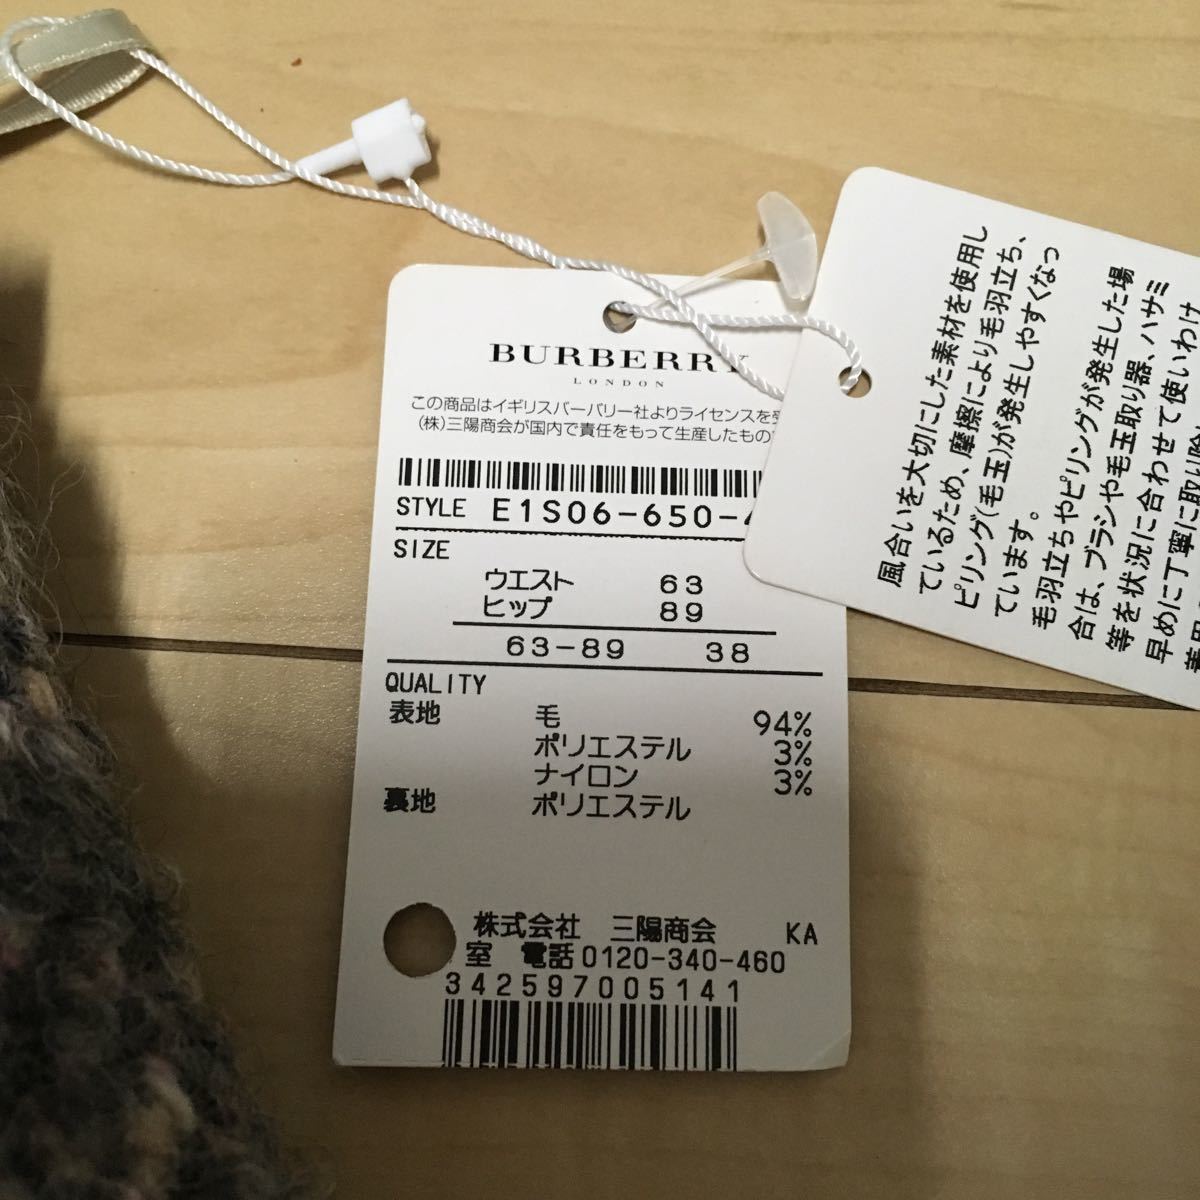 BURBERRY
LONDON
この商品はイギリスバーバリー社よりライセンスを受
(株)三陽商会が国内で責任をもって生産したもの
STYLE E1S06-650-
SIZE
ウエスト 63
ヒップ 89
63-89 38
QUALITY
表地 毛 94%
ポリエステル 3%
ナイロン 3%
裏地 ポリエステル
株式会社 三陽商会 KA
室 電話0120-340-460
3425970051 41
風合いを大切にした素材を使用し
ているため、摩擦により毛羽立ち、
ピリング(毛玉)が発生しやすくなっ
ています。
毛羽立ちやピリングが発生した場
合は、ブラシや毛玉取り器、ハサミ
等を状況に合わせて使いわけ
早めに丁寧に取り除